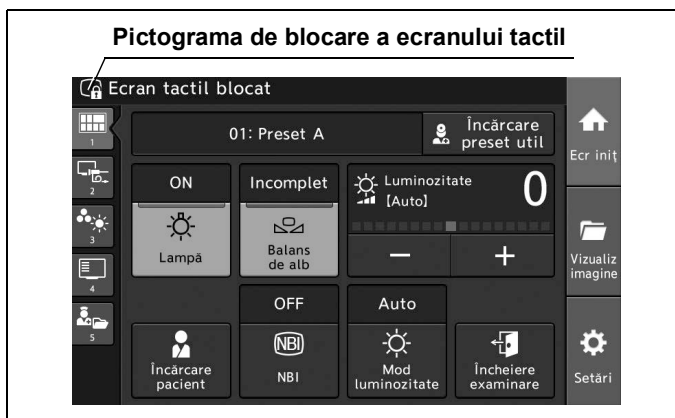 Pictograma de blocare a ecranului tactil
Ecran tactil blocat
1
01: Preset A
Încărcare
preset util
Ecr iniț
2
ON
Incomplet
Luminozitate
[Auto]
0
3
Lampă
Balans
de alb
−
+
Vizualiz
imagine
4
OFF
Auto
5
Încărcare
pacient
NBI
NBI
Mod
luminozitate
Încheiere
examinare
Setări